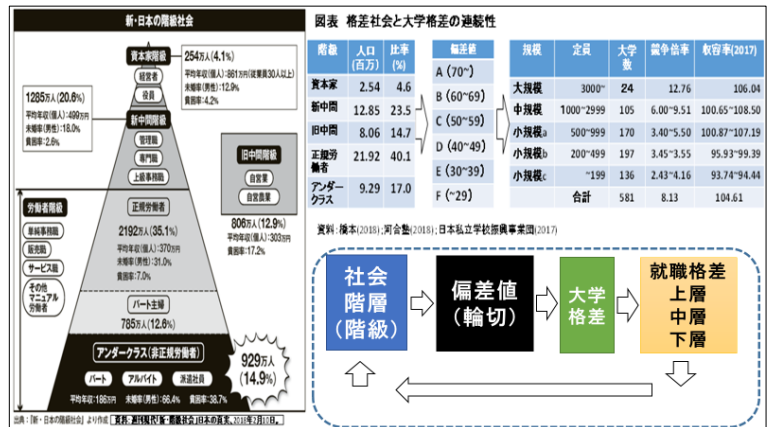 新・日本の階級社会
資本家階級
経営者
役員
254万人(4.1%)
平均年収(個人):861万円(従業員30人以上)
未婚率(男性):12.9%
貧困率:4.2%
1285万人(20.6%)
平均年収(個人):499万円
未婚率(男性):18.0%
貧困率:2.6%
新中間階級
管理職
専門職
上級事務職
旧中間階級
自営業
自営農業
806万人(12.9%)
平均年収(個人):303万円
貧困率:17.2%
労働者階級
単純事務職
販売職
サービス職
その他
マニュアル
労働者
正規労働者
2192万人(35.1%)
平均年収(個人):370万円
未婚率(男性):31.0%
貧困率:7.0%
パート主婦
785万人(12.6%)
アンダークラス(非正規労働者)
パート アルバイト 派遣社員
平均年収:186万円 未婚率(男性):66.4% 貧困率:38.7%
929万人
(14.9%)
出典:『新・日本の階級社会』より作成
図表 格差社会と大学格差の連続性
階級 人口(百万) 比率(%)
資本家 2.54 4.6
新中間 12.85 23.5
旧中間 8.06 14.7
正規労働者 21.92 40.1
アンダークラス 9.29 17.0
偏差値
A (70~)
B (60~69)
C (50~59)
D (40~49)
E (30~39)
F (~29)
規模 定員 大学数 競争倍率 収容率(2017)
大規模 3000~ 24 12.76 106.04
中規模 1000~2999 105 6.00~9.51 100.65~108.50
小規模a 500~999 170 3.40~5.50 100.87~107.19
小規模b 200~499 197 3.45~3.55 95.93~99.39
小規模c ~199 136 2.43~4.16 93.74~94.44
合計 581 8.13 104.61
資料:橋本(2018);河合塾(2018);日本私立学校振興事業団(2017)
社会
階層
(階級)
偏差値
(輪切)
大学
格差
就職格差
上層
中層
下層